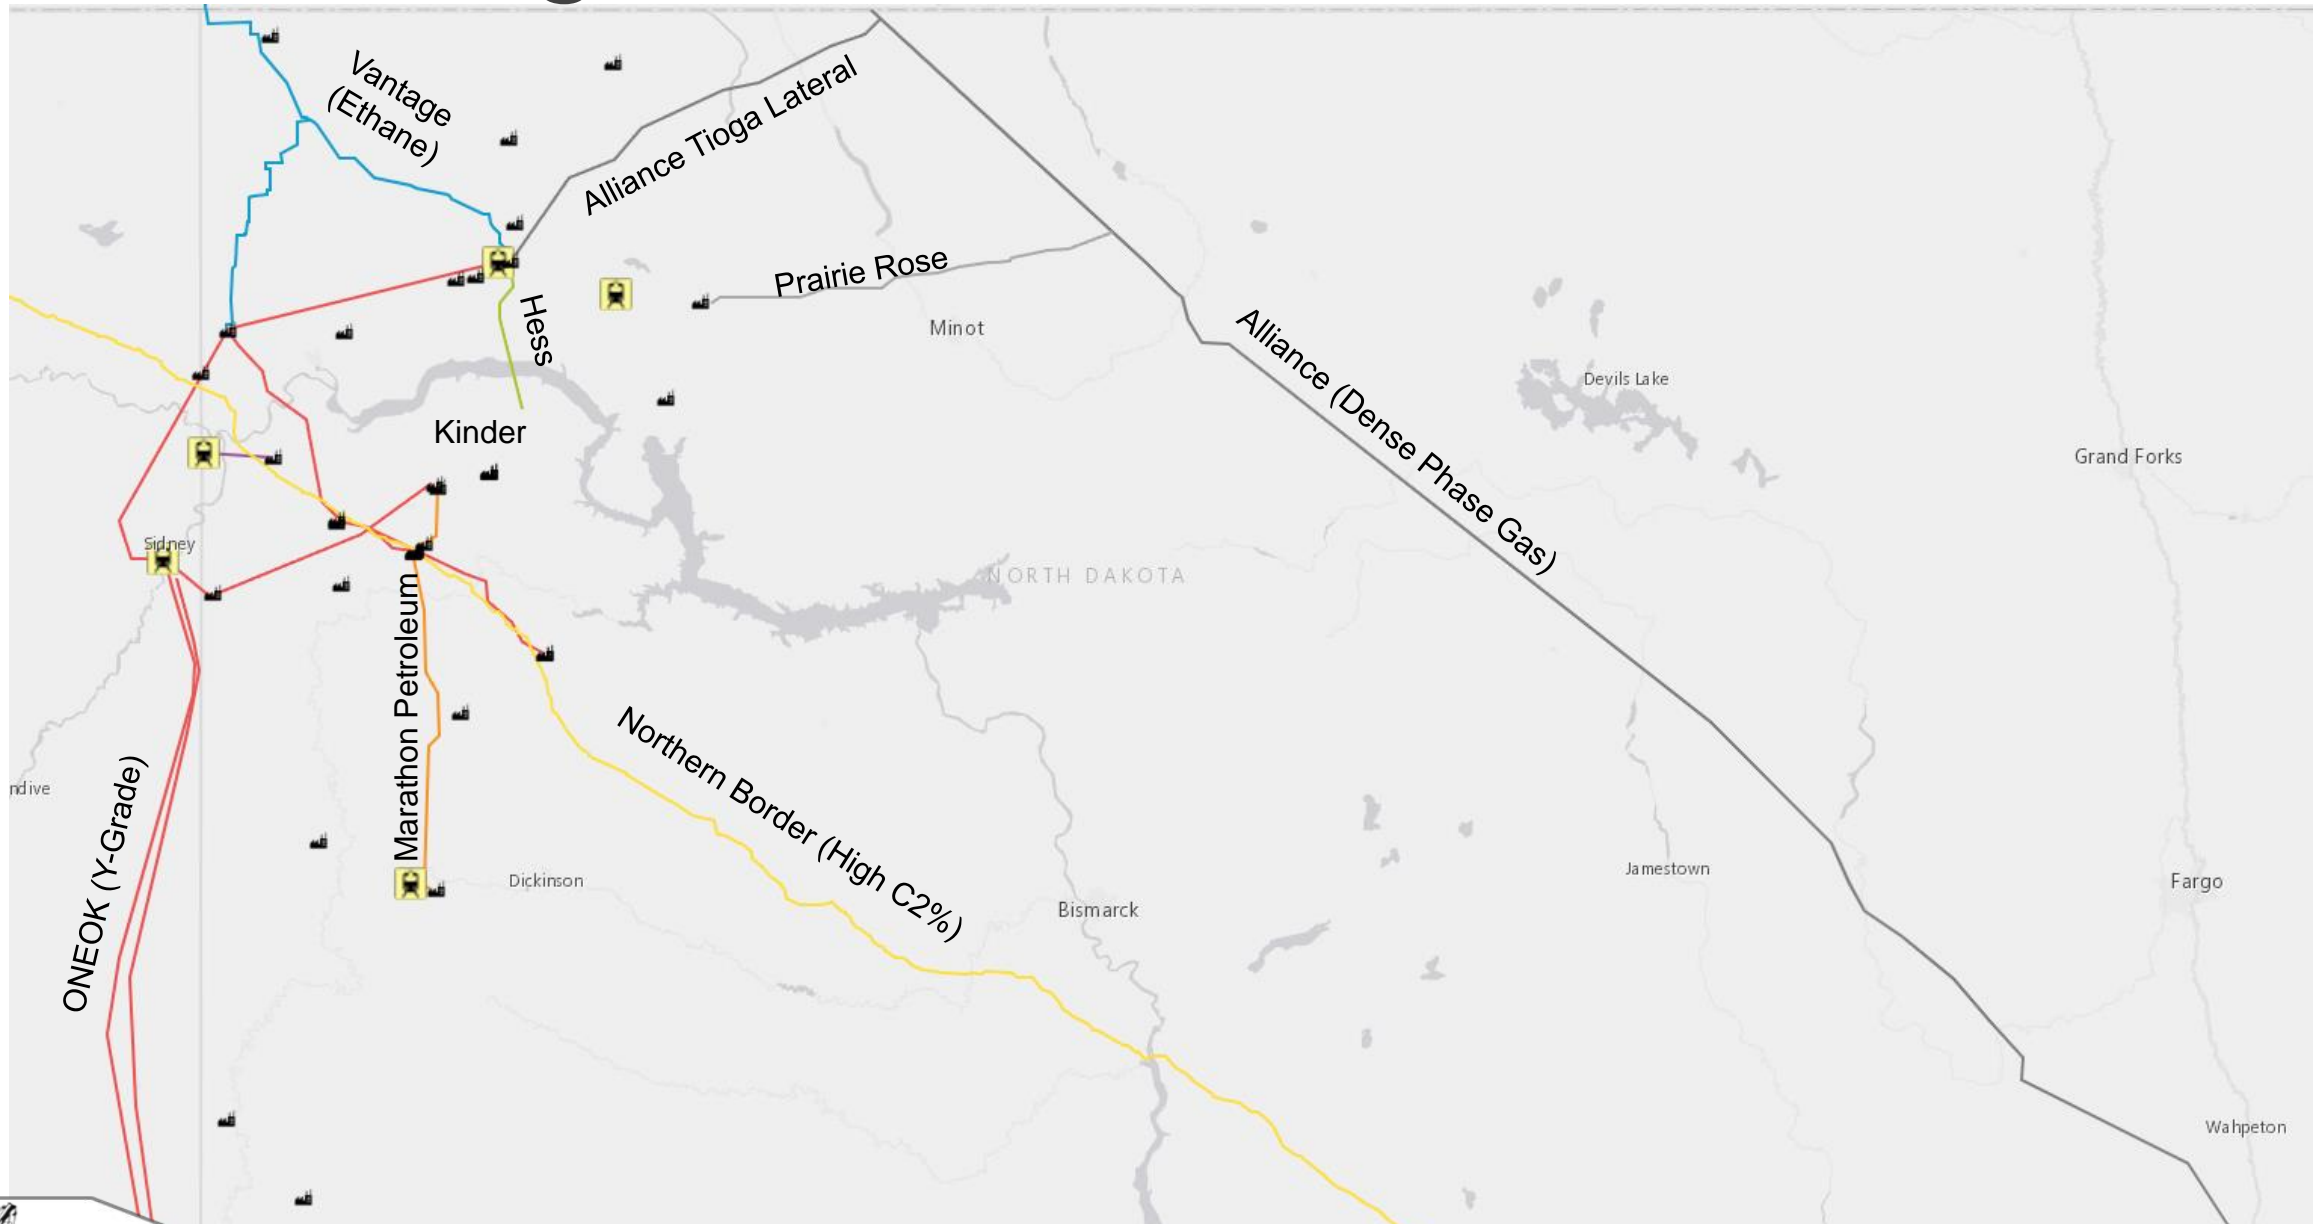 Vantage
(Ethane)
Alliance Tioga Lateral
Prairie Rose
Hess
Minot
Alliance (Dense Phase Gas)
Devils Lake
Kinder
Grand Forks
Sidney
NORTH DAKOTA
Marathon Petroleum
Northern Border (High C2%)
ndive
ONEOK (Y-Grade)
Dickinson
Jamestown
Fargo
Bismarck
Wahpeton